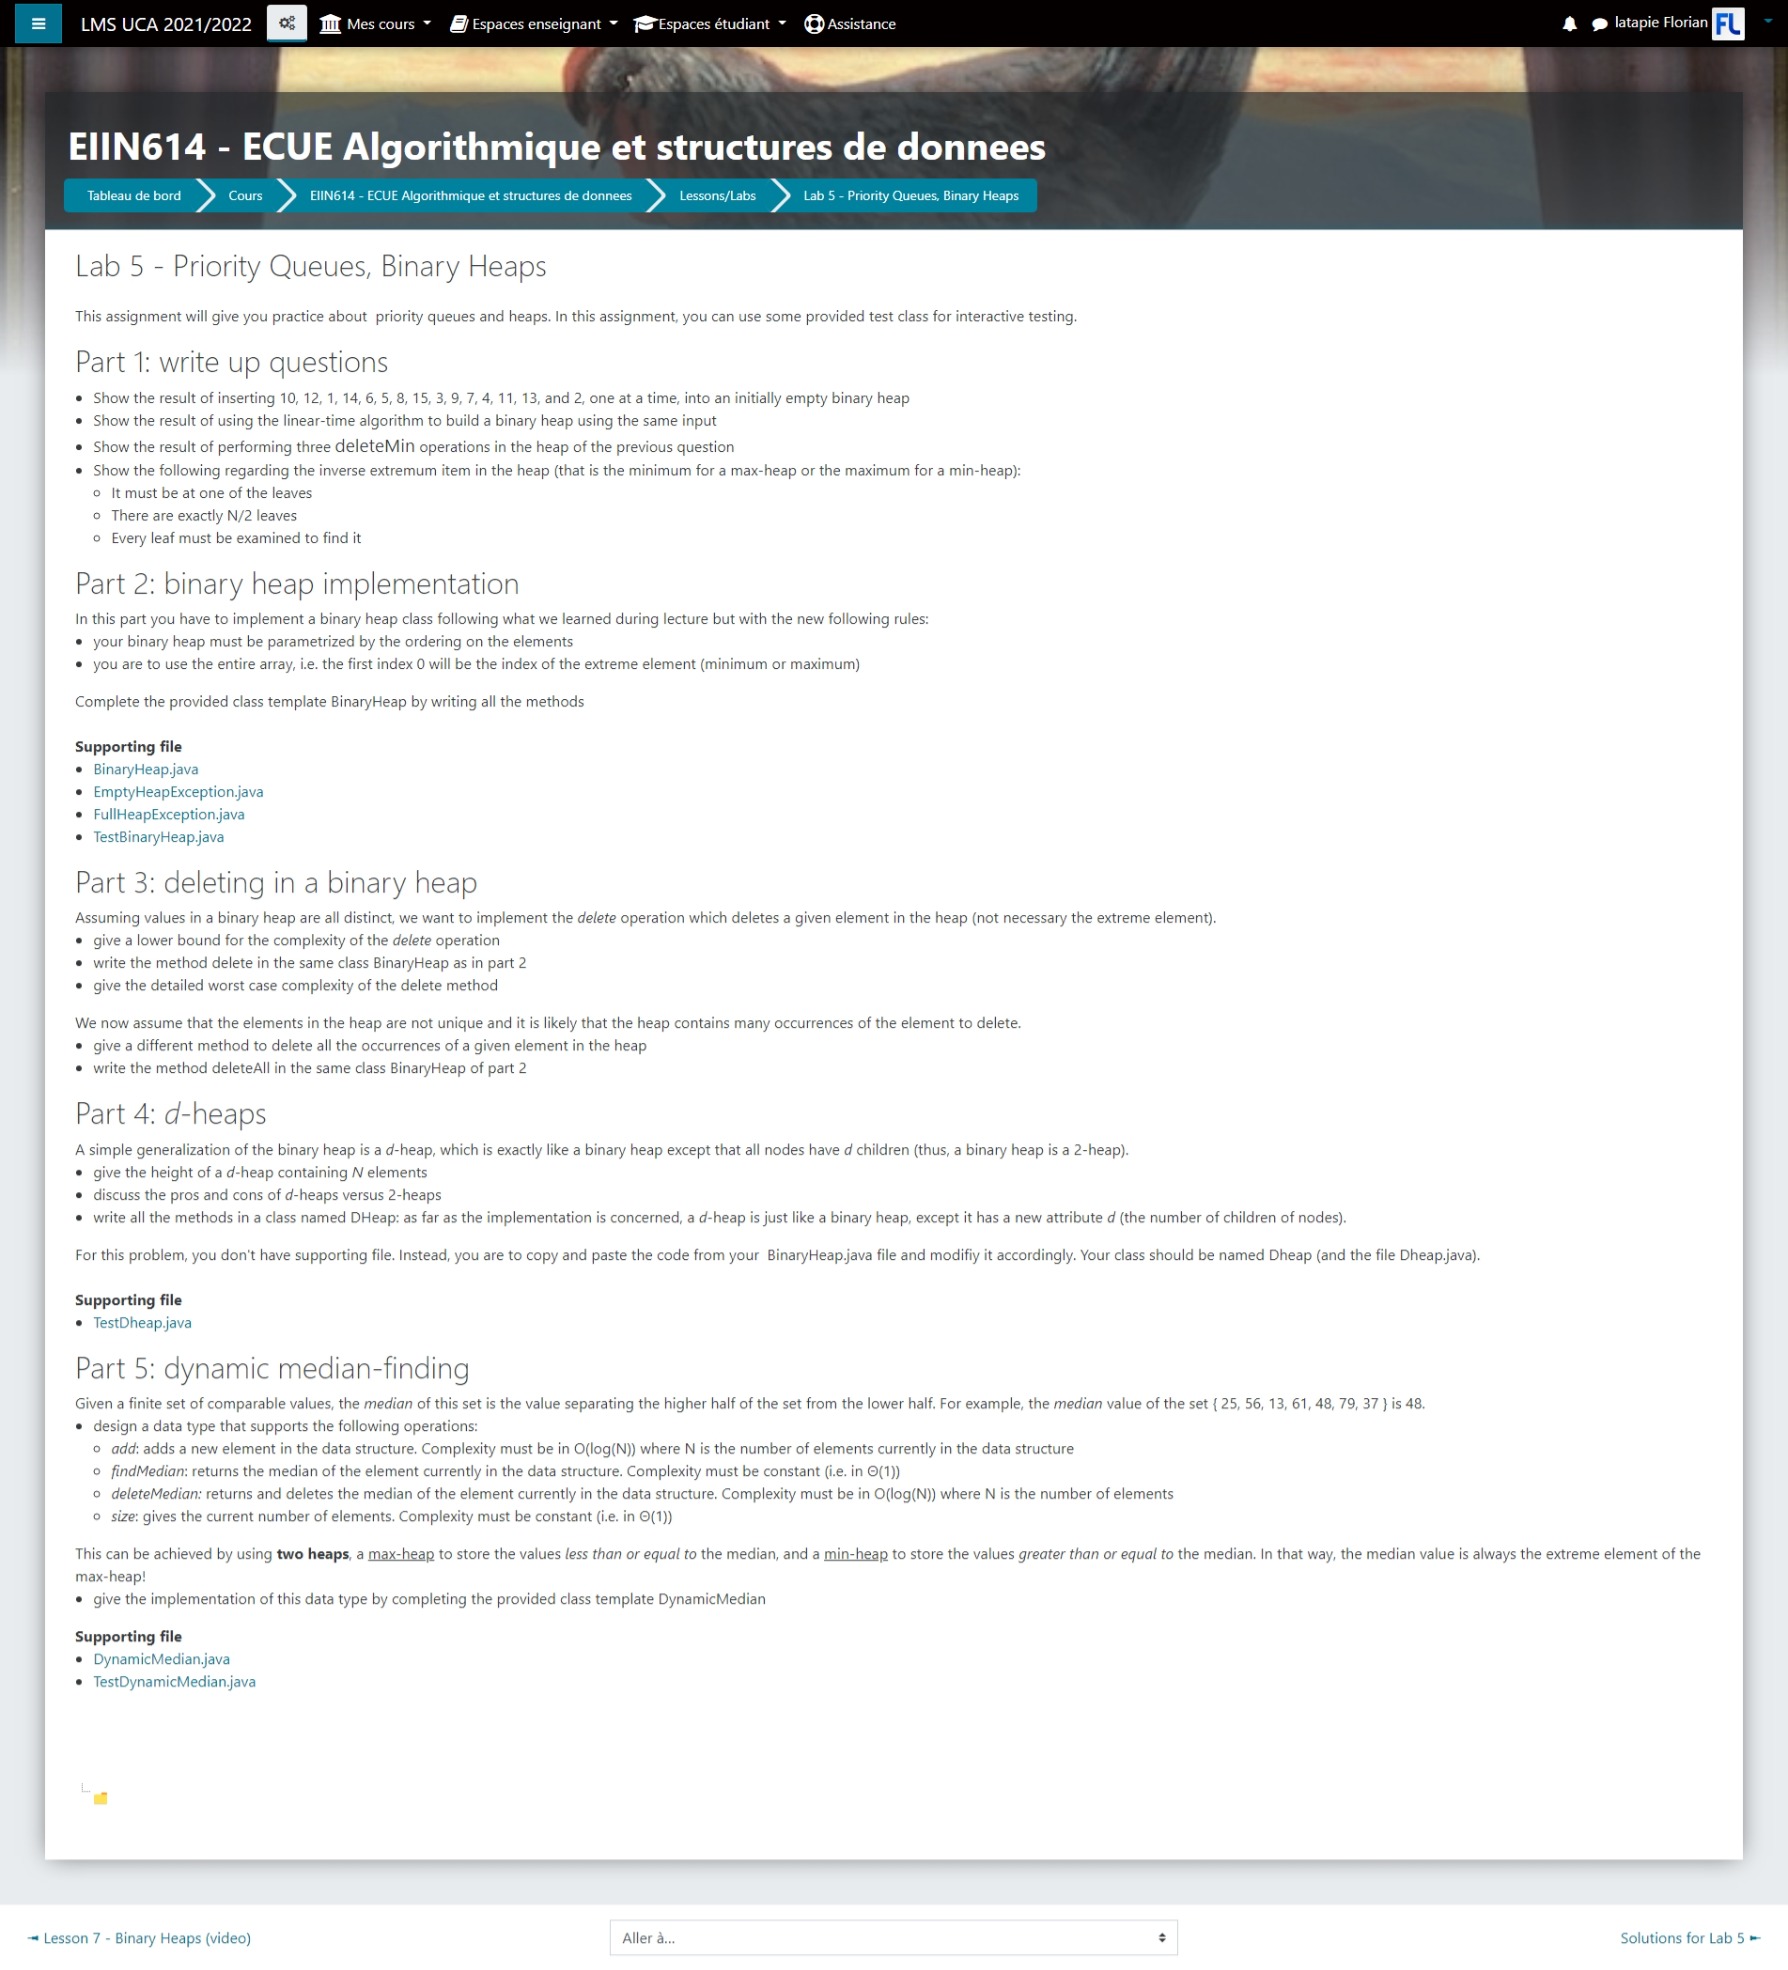 LMS UCA 2021/2022 Mes cours Espaces enseignant Espaces étudiant Assistance latapie Florian FL
EIIN614 - ECUE Algorithmique et structures de donnees
Tableau de bord Cours EIIN614 - ECUE Algorithmique et structures de donnees Lessons/Labs Lab 5 - Priority Queues, Binary Heaps
Lab 5 - Priority Queues, Binary Heaps
This assignment will give you practice about  priority queues and heaps. In this assignment, you can use some provided test class for interactive testing.
Part 1: write up questions
• Show the result of inserting 10, 12, 1, 14, 6, 5, 8, 15, 3, 9, 7, 4, 11, 13, and 2, one at a time, into an initially empty binary heap
• Show the result of using the linear-time algorithm to build a binary heap using the same input
• Show the result of performing three deleteMin operations in the heap of the previous question
• Show the following regarding the inverse extremum item in the heap (that is the minimum for a max-heap or the maximum for a min-heap):
◦ It must be at one of the leaves
◦ There are exactly N/2 leaves
◦ Every leaf must be examined to find it
Part 2: binary heap implementation
In this part you have to implement a binary heap class following what we learned during lecture but with the new following rules:
• your binary heap must be parametrized by the ordering on the elements
• you are to use the entire array, i.e. the first index 0 will be the index of the extreme element (minimum or maximum)
Complete the provided class template BinaryHeap by writing all the methods
Supporting file
• BinaryHeap.java
• EmptyHeapException.java
• FullHeapException.java
• TestBinaryHeap.java
Part 3: deleting in a binary heap
Assuming values in a binary heap are all distinct, we want to implement the delete operation which deletes a given element in the heap (not necessary the extreme element).
• give a lower bound for the complexity of the delete operation
• write the method delete in the same class BinaryHeap as in part 2
• give the detailed worst case complexity of the delete method
We now assume that the elements in the heap are not unique and it is likely that the heap contains many occurrences of the element to delete.
• give a different method to delete all the occurrences of a given element in the heap
• write the method deleteAll in the same class BinaryHeap of part 2
Part 4: d-heaps
A simple generalization of the binary heap is a d-heap, which is exactly like a binary heap except that all nodes have d children (thus, a binary heap is a 2-heap).
• give the height of a d-heap containing N elements
• discuss the pros and cons of d-heaps versus 2-heaps
• write all the methods in a class named DHeap: as far as the implementation is concerned, a d-heap is just like a binary heap, except it has a new attribute d (the number of children of nodes).
For this problem, you don't have supporting file. Instead, you are to copy and paste the code from your  BinaryHeap.java file and modifiy it accordingly. Your class should be named Dheap (and the file Dheap.java).
Supporting file
• TestDheap.java
Part 5: dynamic median-finding
Given a finite set of comparable values, the median of this set is the value separating the higher half of the set from the lower half. For example, the median value of the set { 25, 56, 13, 61, 48, 79, 37 } is 48.
• design a data type that supports the following operations:
◦ add: adds a new element in the data structure. Complexity must be in O(log(N)) where N is the number of elements currently in the data structure
◦ findMedian: returns the median of the element currently in the data structure. Complexity must be constant (i.e. in Θ(1))
◦ deleteMedian: returns and deletes the median of the element currently in the data structure. Complexity must be in O(log(N)) where N is the number of elements
◦ size: gives the current number of elements. Complexity must be constant (i.e. in Θ(1))
This can be achieved by using two heaps, a max-heap to store the values less than or equal to the median, and a min-heap to store the values greater than or equal to the median. In that way, the median value is always the extreme element of the
max-heap!
• give the implementation of this data type by completing the provided class template DynamicMedian
Supporting file
• DynamicMedian.java
• TestDynamicMedian.java
◄ Lesson 7 - Binary Heaps (video) Aller à... Solutions for Lab 5 ►